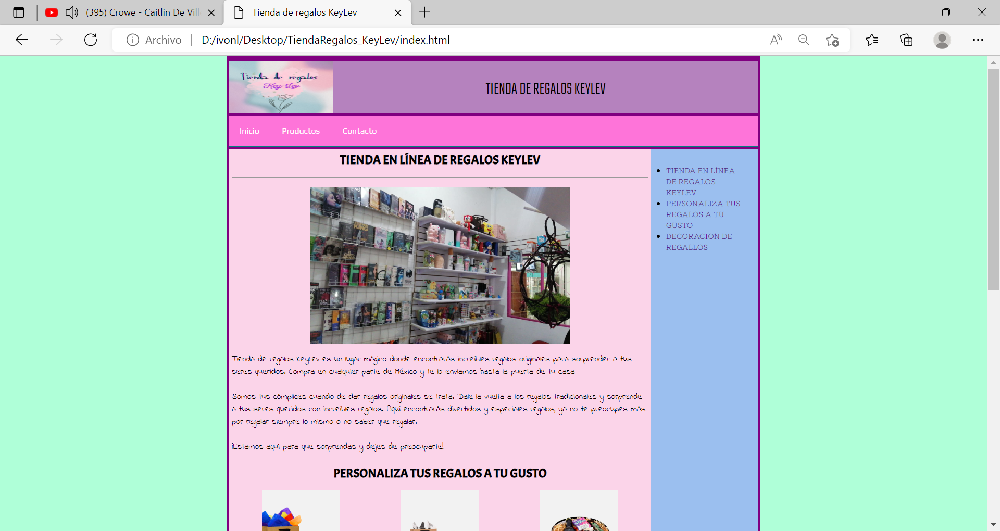 (395) Crowe - Caitlin De Vill
Tienda de regalos KeyLev
Archivo
D:/ivonl/Desktop/TiendaRegalos_KeyLev/index.html
Tienda de regalos
Key-Lev
TIENDA DE REGALOS KEYLEV
Inicio Productos Contacto
TIENDA EN LÍNEA DE REGALOS KEYLEV
KING
Tienda de regalos KeyLev es un lugar mágico donde encontrarás increíbles regalos originales para sorprender a tus
seres queridos. Compra en cualquier parte de México y te lo enviamos hasta la puerta de tu casa
Somos tus cómplices cuando de dar regalos originales se trata. Dale la vuelta a los regalos tradicionales y sorprende
a tus seres queridos con increíbles regalos. Aquí encontrarás divertidos y especiales regalos, ya no te preocupes más
por regalar siempre lo mismo o no saber que regalar.
¡Estamos aquí para que sorprendas y dejes de preocuparte!
PERSONALIZA TUS REGALOS A TU GUSTO
TIENDA EN LÍNEA
DE REGALOS
KEYLEV
PERSONALIZA TUS
REGALOS A TU
GUSTO
DECORACION DE
REGALLOS